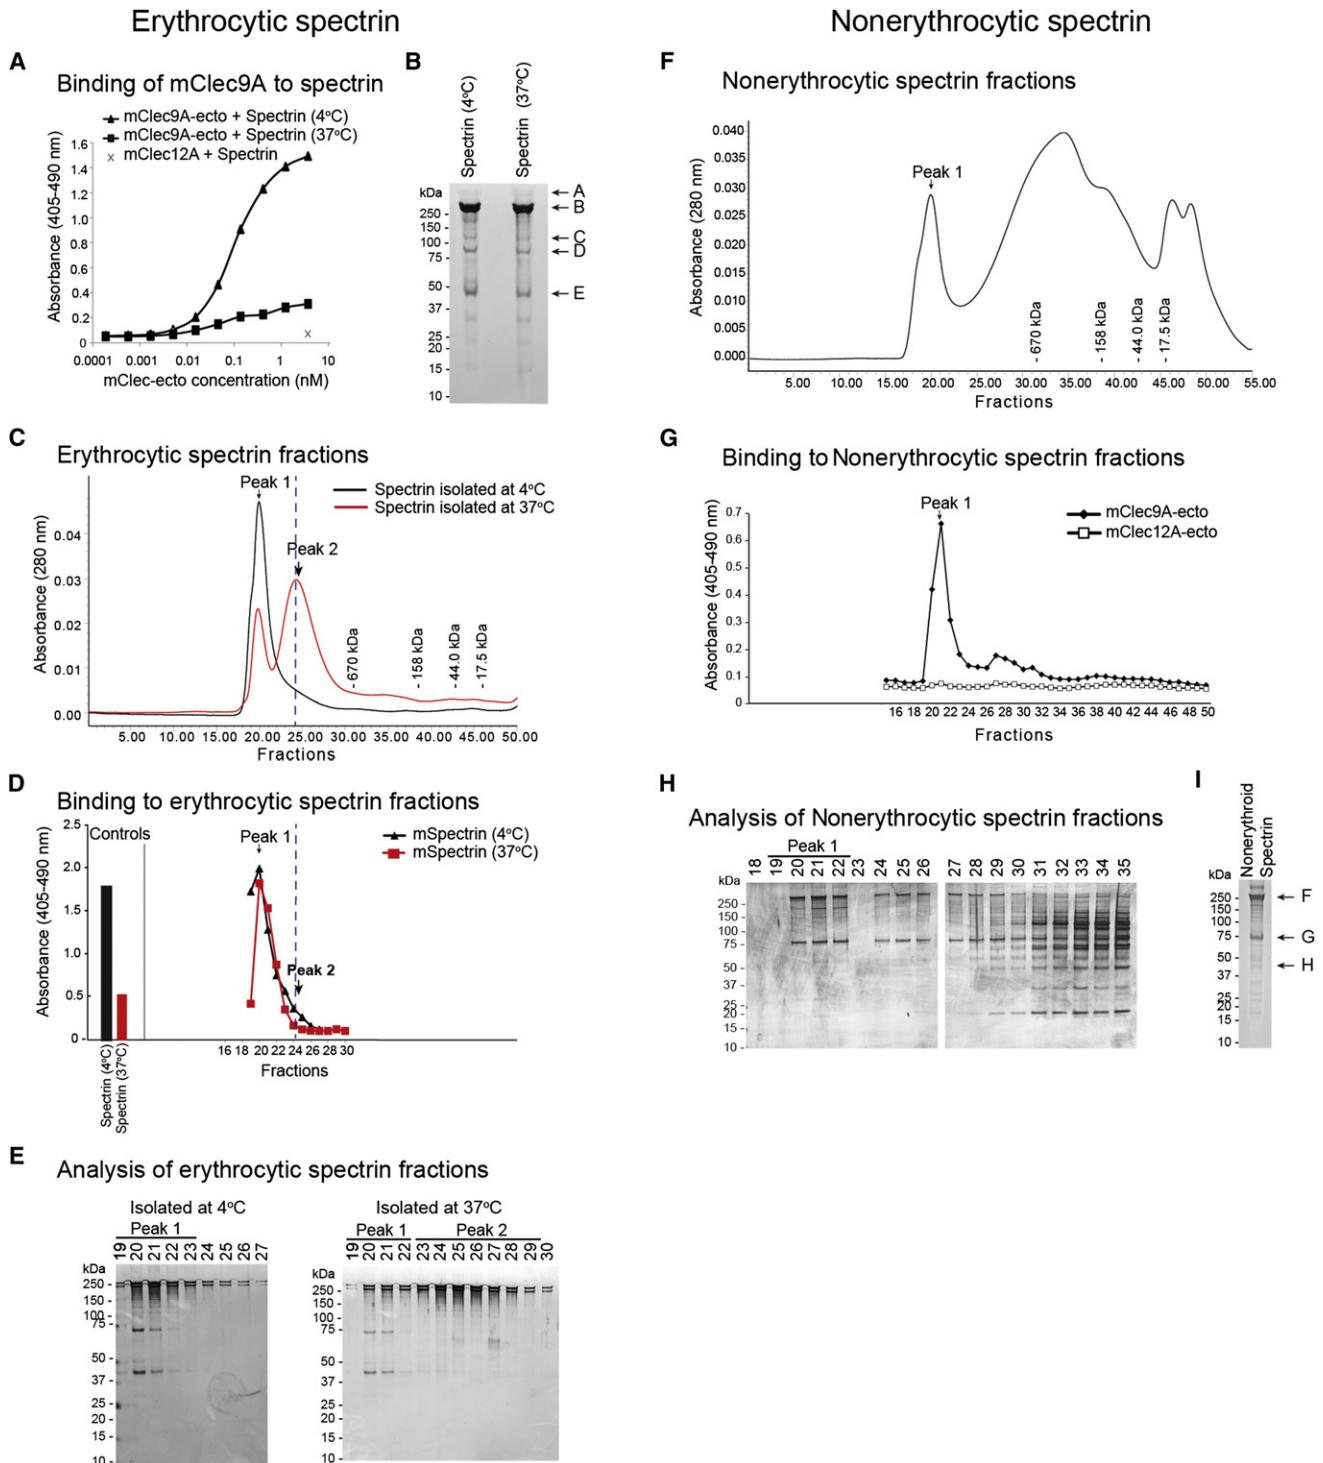 Erythrocytic spectrin
Nonerythrocytic spectrin
A
Binding of mClec9A to spectrin
mClec9A-ecto + Spectrin (4ºC)
mClec9A-ecto + Spectrin (37ºC)
mClec12A + Spectrin
Absorbance (405-490 nm)
1.6
1.4
1.2
1.0
0.8
0.6
0.4
0.2
0
0.0001 0.001 0.01 0.1 1 10
mClec-ecto concentration (nM)
B
Spectrin (4ºC)
Spectrin (37ºC)
kDa
250 -
150 -
100 -
75 -
50 -
37 -
25 -
20 -
15 -
10 -
A
B
C
D
E
F
Nonerythrocytic spectrin fractions
Absorbance (280 nm)
0.040
0.035
0.030
0.025
0.020
0.015
0.010
0.005
0.000
Peak 1
- 670 kDa
- 158 kDa
- 44.0 kDa
- 17.5 kDa
5.00 10.00 15.00 20.00 25.00 30.00 35.00 40.00 45.00 50.00 55.00
Fractions
C
Erythrocytic spectrin fractions
Peak 1
Spectrin isolated at 4ºC
Spectrin isolated at 37ºC
Peak 2
Absorbance (280 nm)
0.04
0.03
0.02
0.01
0.00
- 670 kDa
- 158 kDa
- 44.0 kDa
- 17.5 kDa
5.00 10.00 15.00 20.00 25.00 30.00 35.00 40.00 45.00 50.00
Fractions
G
Binding to Nonerythrocytic spectrin fractions
Peak 1
mClec9A-ecto
mClec12A-ecto
Absorbance (405-490 nm)
0.7
0.6
0.5
0.4
0.3
0.2
0.1
0
16 18 20 22 24 26 28 30 32 34 36 38 40 42 44 46 48 50
Fractions
D
Binding to erythrocytic spectrin fractions
Absorbance (405-490 nm)
2.5
2.0
1.5
1.0
0.5
0 -
Controls
Peak 1
mSpectrin (4ºC)
mSpectrin (37ºC)
Peak 2
16 18 20 22 24 26 28 30
Fractions
Spectrin (4ºC)
Spectrin (37ºC)
H
Analysis of Nonerythrocytic spectrin fractions
Peak 1
18 19 20 21 22 23 24 25 26 27 28 29 30 31 32 33 34 35
kDa
250 -
150 -
100 -
75 -
50 -
37 -
25 -
20 -
15 -
10 -
I
Nonerythroid
Spectrin
kDa
250 -
150 -
100 -
75 -
50 -
37 -
25 -
20 -
15 -
10 -
F
G
H
E
Analysis of erythrocytic spectrin fractions
Isolated at 4ºC
Peak 1
19 20 21 22 23 24 25 26 27
kDa
250 -
150 -
100 -
75 -
50 -
37 -
25 -
20 -
15 -
10 -
Isolated at 37ºC
Peak 1 Peak 2
19 20 21 22 23 24 25 26 27 28 29 30
kDa
250 -
150 -
100 -
75 -
50 -
37 -
25 -
20 -
15 -
10 -